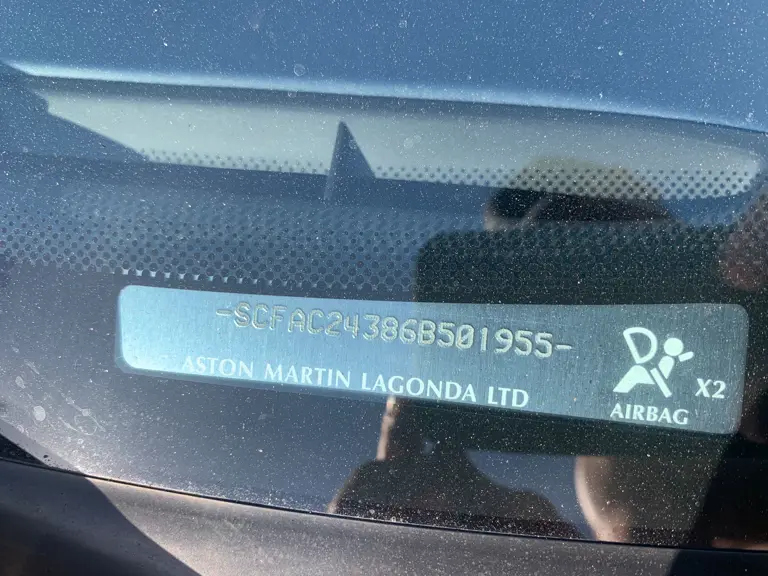 -SCFAC24386B501955-
ASTON MARTIN LAGONDA LTD
X2
AIRBAG